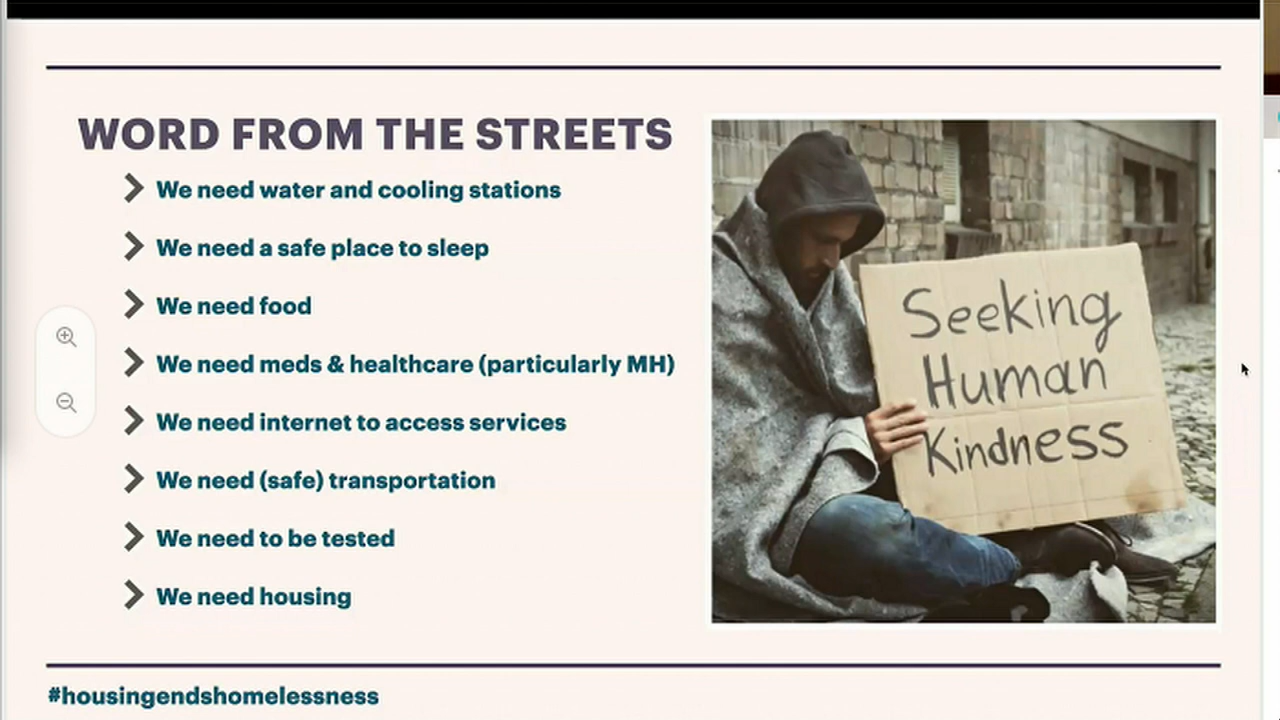 WORD FROM THE STREETS
We need water and cooling stations
We need a safe place to sleep
We need food
We need meds & healthcare (particularly MH)
We need internet to access services
We need (safe) transportation
We need to be tested
We need housing
Seeking
Human
Kindness
#housingendshomelessness